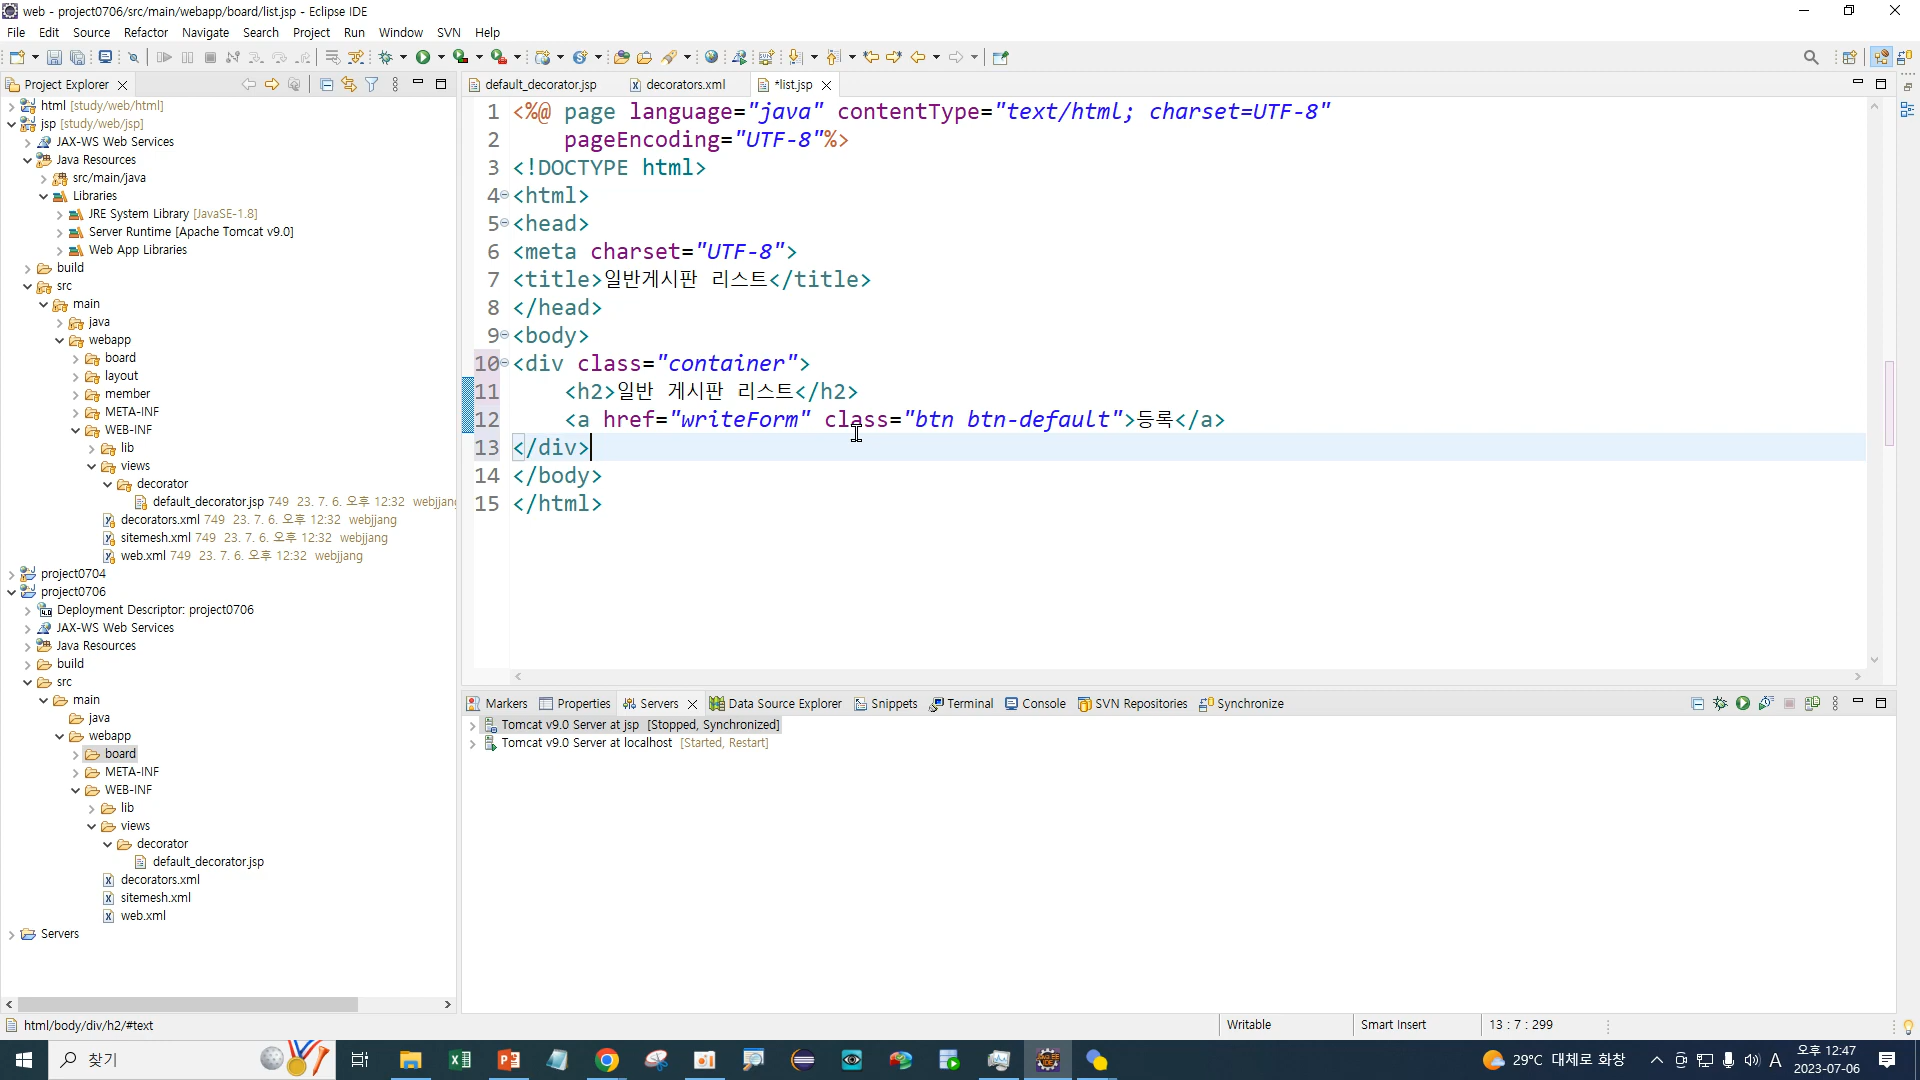 web - project0706/src/main/webapp/board/list.jsp - Eclipse IDE
File Edit Source Refactor Navigate Search Project Run Window SVN Help
Project Explorer
default_decorator.jsp decorators.xml *list.jsp
html [study/web/html]
jsp [study/web/jsp]
JAX-WS Web Services
Java Resources
src/main/java
Libraries
JRE System Library [JavaSE-1.8]
Server Runtime [Apache Tomcat v9.0]
Web App Libraries
build
src
main
java
webapp
board
layout
member
META-INF
WEB-INF
lib
views
decorator
default_decorator.jsp 749 23. 7. 6. 오후 12:32 webjjang
decorators.xml 749 23. 7. 6. 오후 12:32 webjjang
sitemesh.xml 749 23. 7. 6. 오후 12:32 webjjang
web.xml 749 23. 7. 6. 오후 12:32 webjjang
project0704
project0706
Deployment Descriptor: project0706
JAX-WS Web Services
Java Resources
build
src
main
java
webapp
board
META-INF
WEB-INF
lib
views
decorator
default_decorator.jsp
decorators.xml
sitemesh.xml
web.xml
Servers
1 <%@ page language="java" contentType="text/html; charset=UTF-8"
2 pageEncoding="UTF-8"%>
3 <!DOCTYPE html>
4 <html>
5 <head>
6 <meta charset="UTF-8">
7 <title>일반게시판 리스트</title>
8 </head>
9 <body>
10 <div class="container">
11 <h2>일반 게시판 리스트</h2>
12 <a href="writeForm" class="btn btn-default">등록</a>
13 </div>
14 </body>
15 </html>
Markers Properties Servers Data Source Explorer Snippets Terminal Console SVN Repositories Synchronize
Tomcat v9.0 Server at jsp [Stopped, Synchronized]
Tomcat v9.0 Server at localhost [Started, Restart]
html/body/div/h2/#text
Writable Smart Insert 13 : 7 : 299
찾기
29°C 대체로 화창
A
오후 12:47
2023-07-06